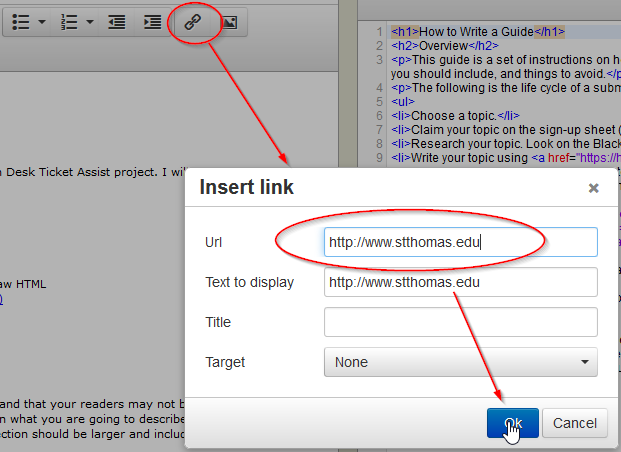 1 <h1>How to Write a Guide</h1>
2 <h2>Overview</h2>
3 <p>This guide is a set of instructions on h
you should include, and things to avoid.</p
4 <p>The following is the life cycle of a subm
5 <ul>
6 <li>Choose a topic.</li>
7 <li>Claim your topic on the sign-up sheet (
8 <li>Research your topic. Look on the Black
9 <li>Write your topic using <a href="https://h
Desk Ticket Assist project. I wil
Insert link
×
Url
http://www.stthomas.edu
Text to display
http://www.stthomas.edu
Title
Target
None
Ok
Cancel
aw HTML
)
and that your readers may not b
n what you are going to describe
ction should be larger and includ